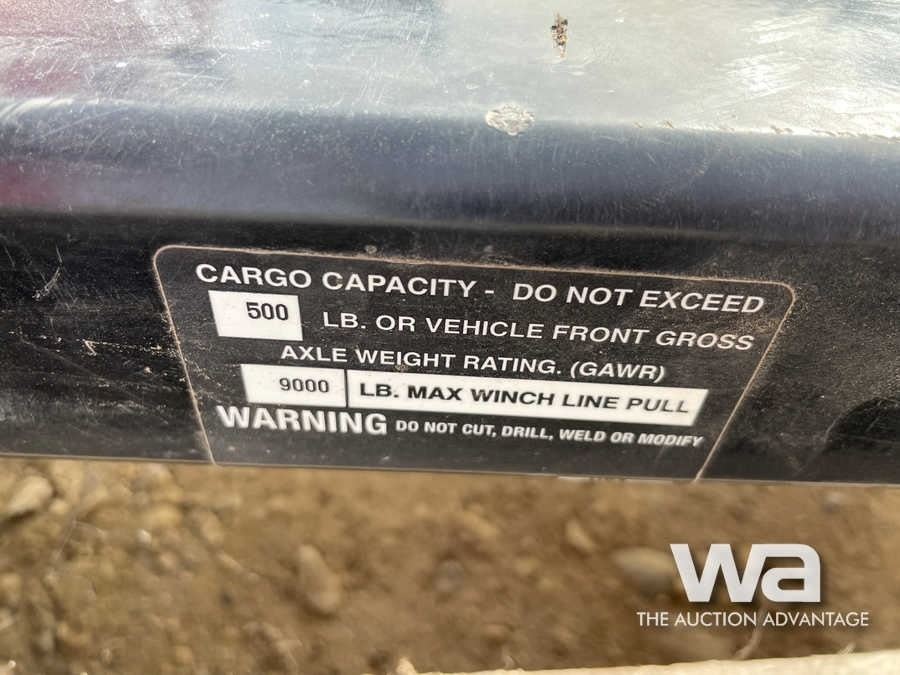 CARGO CAPACITY - DO NOT EXCEED
500 LB. OR VEHICLE FRONT GROSS
AXLE WEIGHT RATING. (GAWR)
9000 LB. MAX WINCH LINE PULL
WARNING DO NOT CUT, DRILL, WELD OR MODIFY
wa
THE AUCTION ADVANTAGE